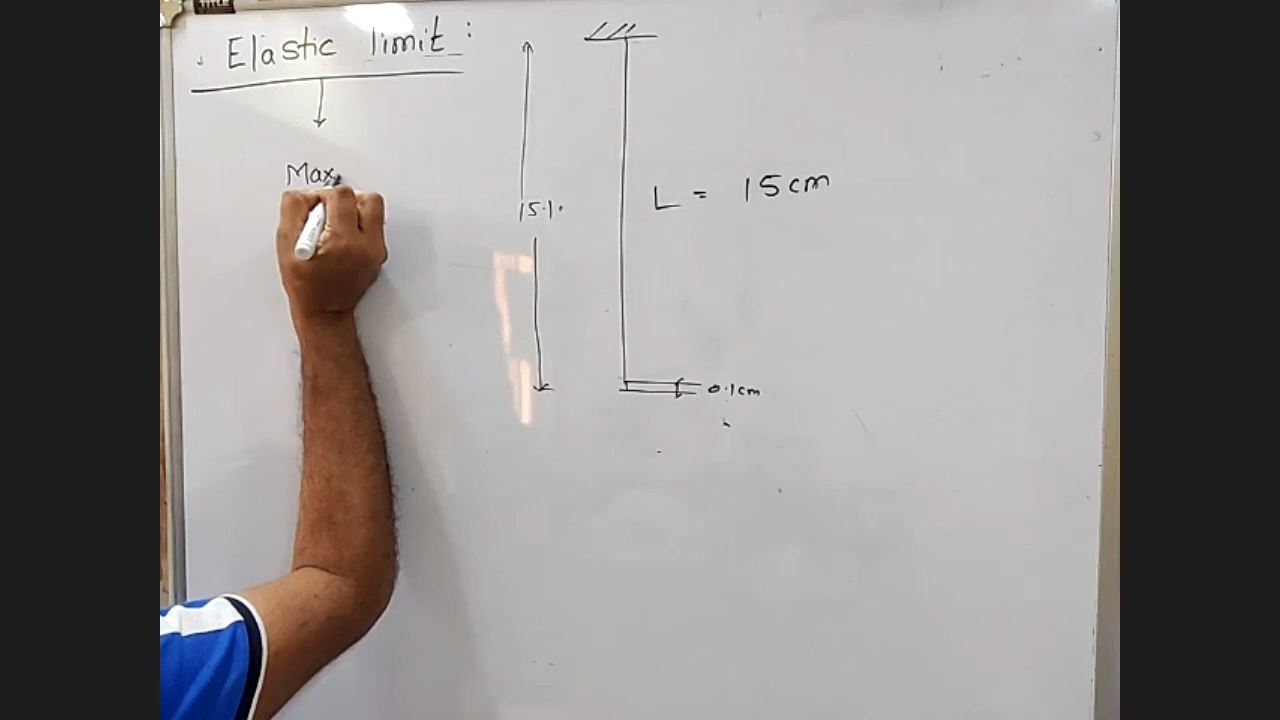 Elastic limit :
Max
15.1.
L = 15cm
0.1cm